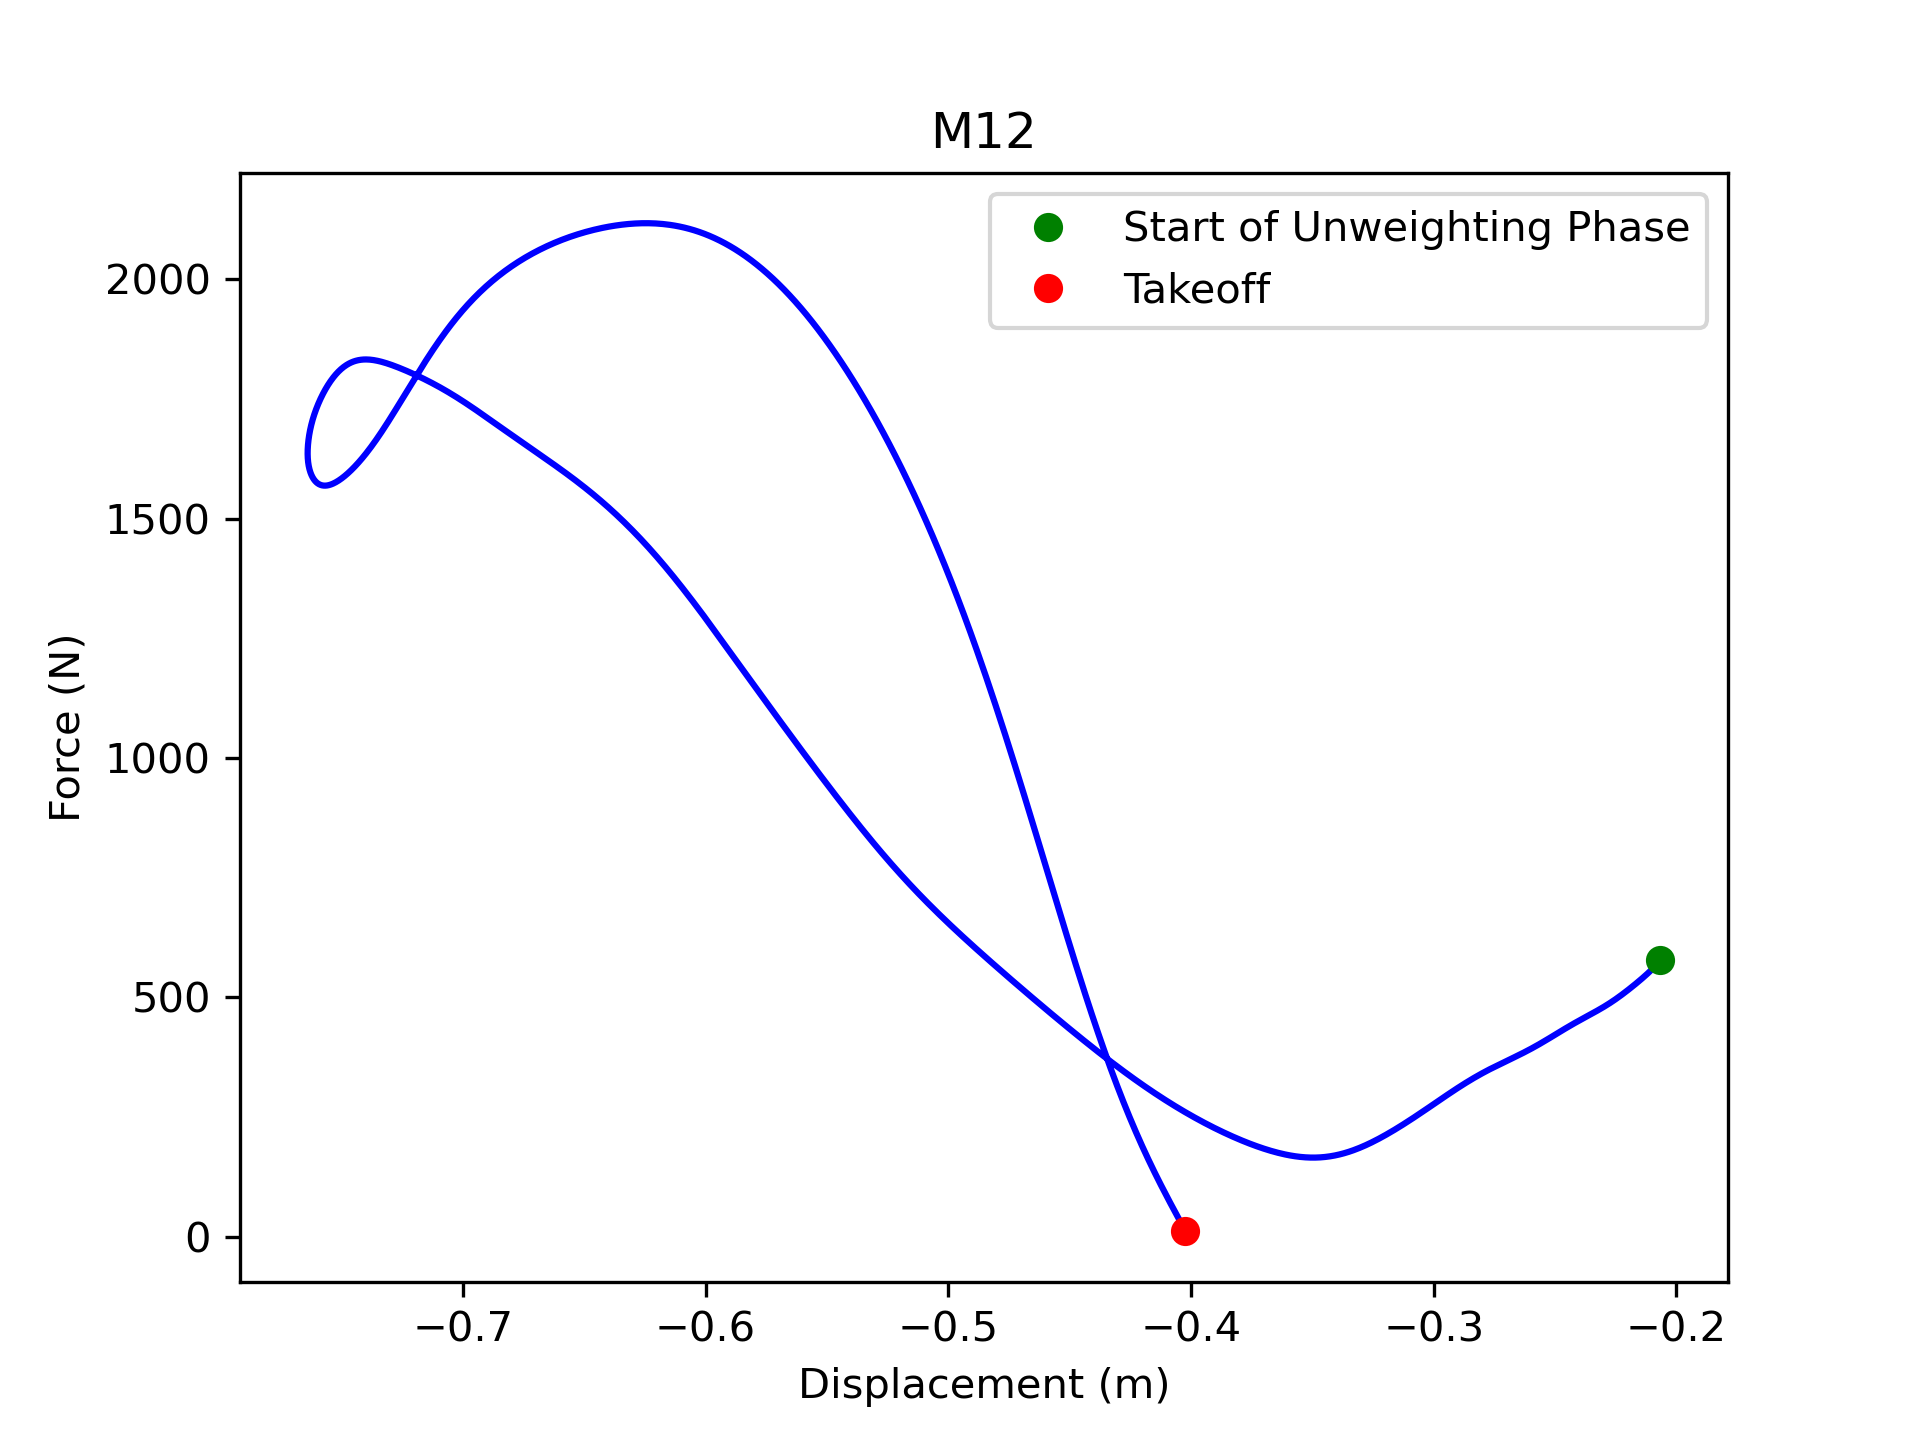 M12
Start of Unweighting Phase
Takeoff
2000
1500
1000
500
0
Force (N)
−0.7 −0.6 −0.5 −0.4 −0.3 −0.2
Displacement (m)